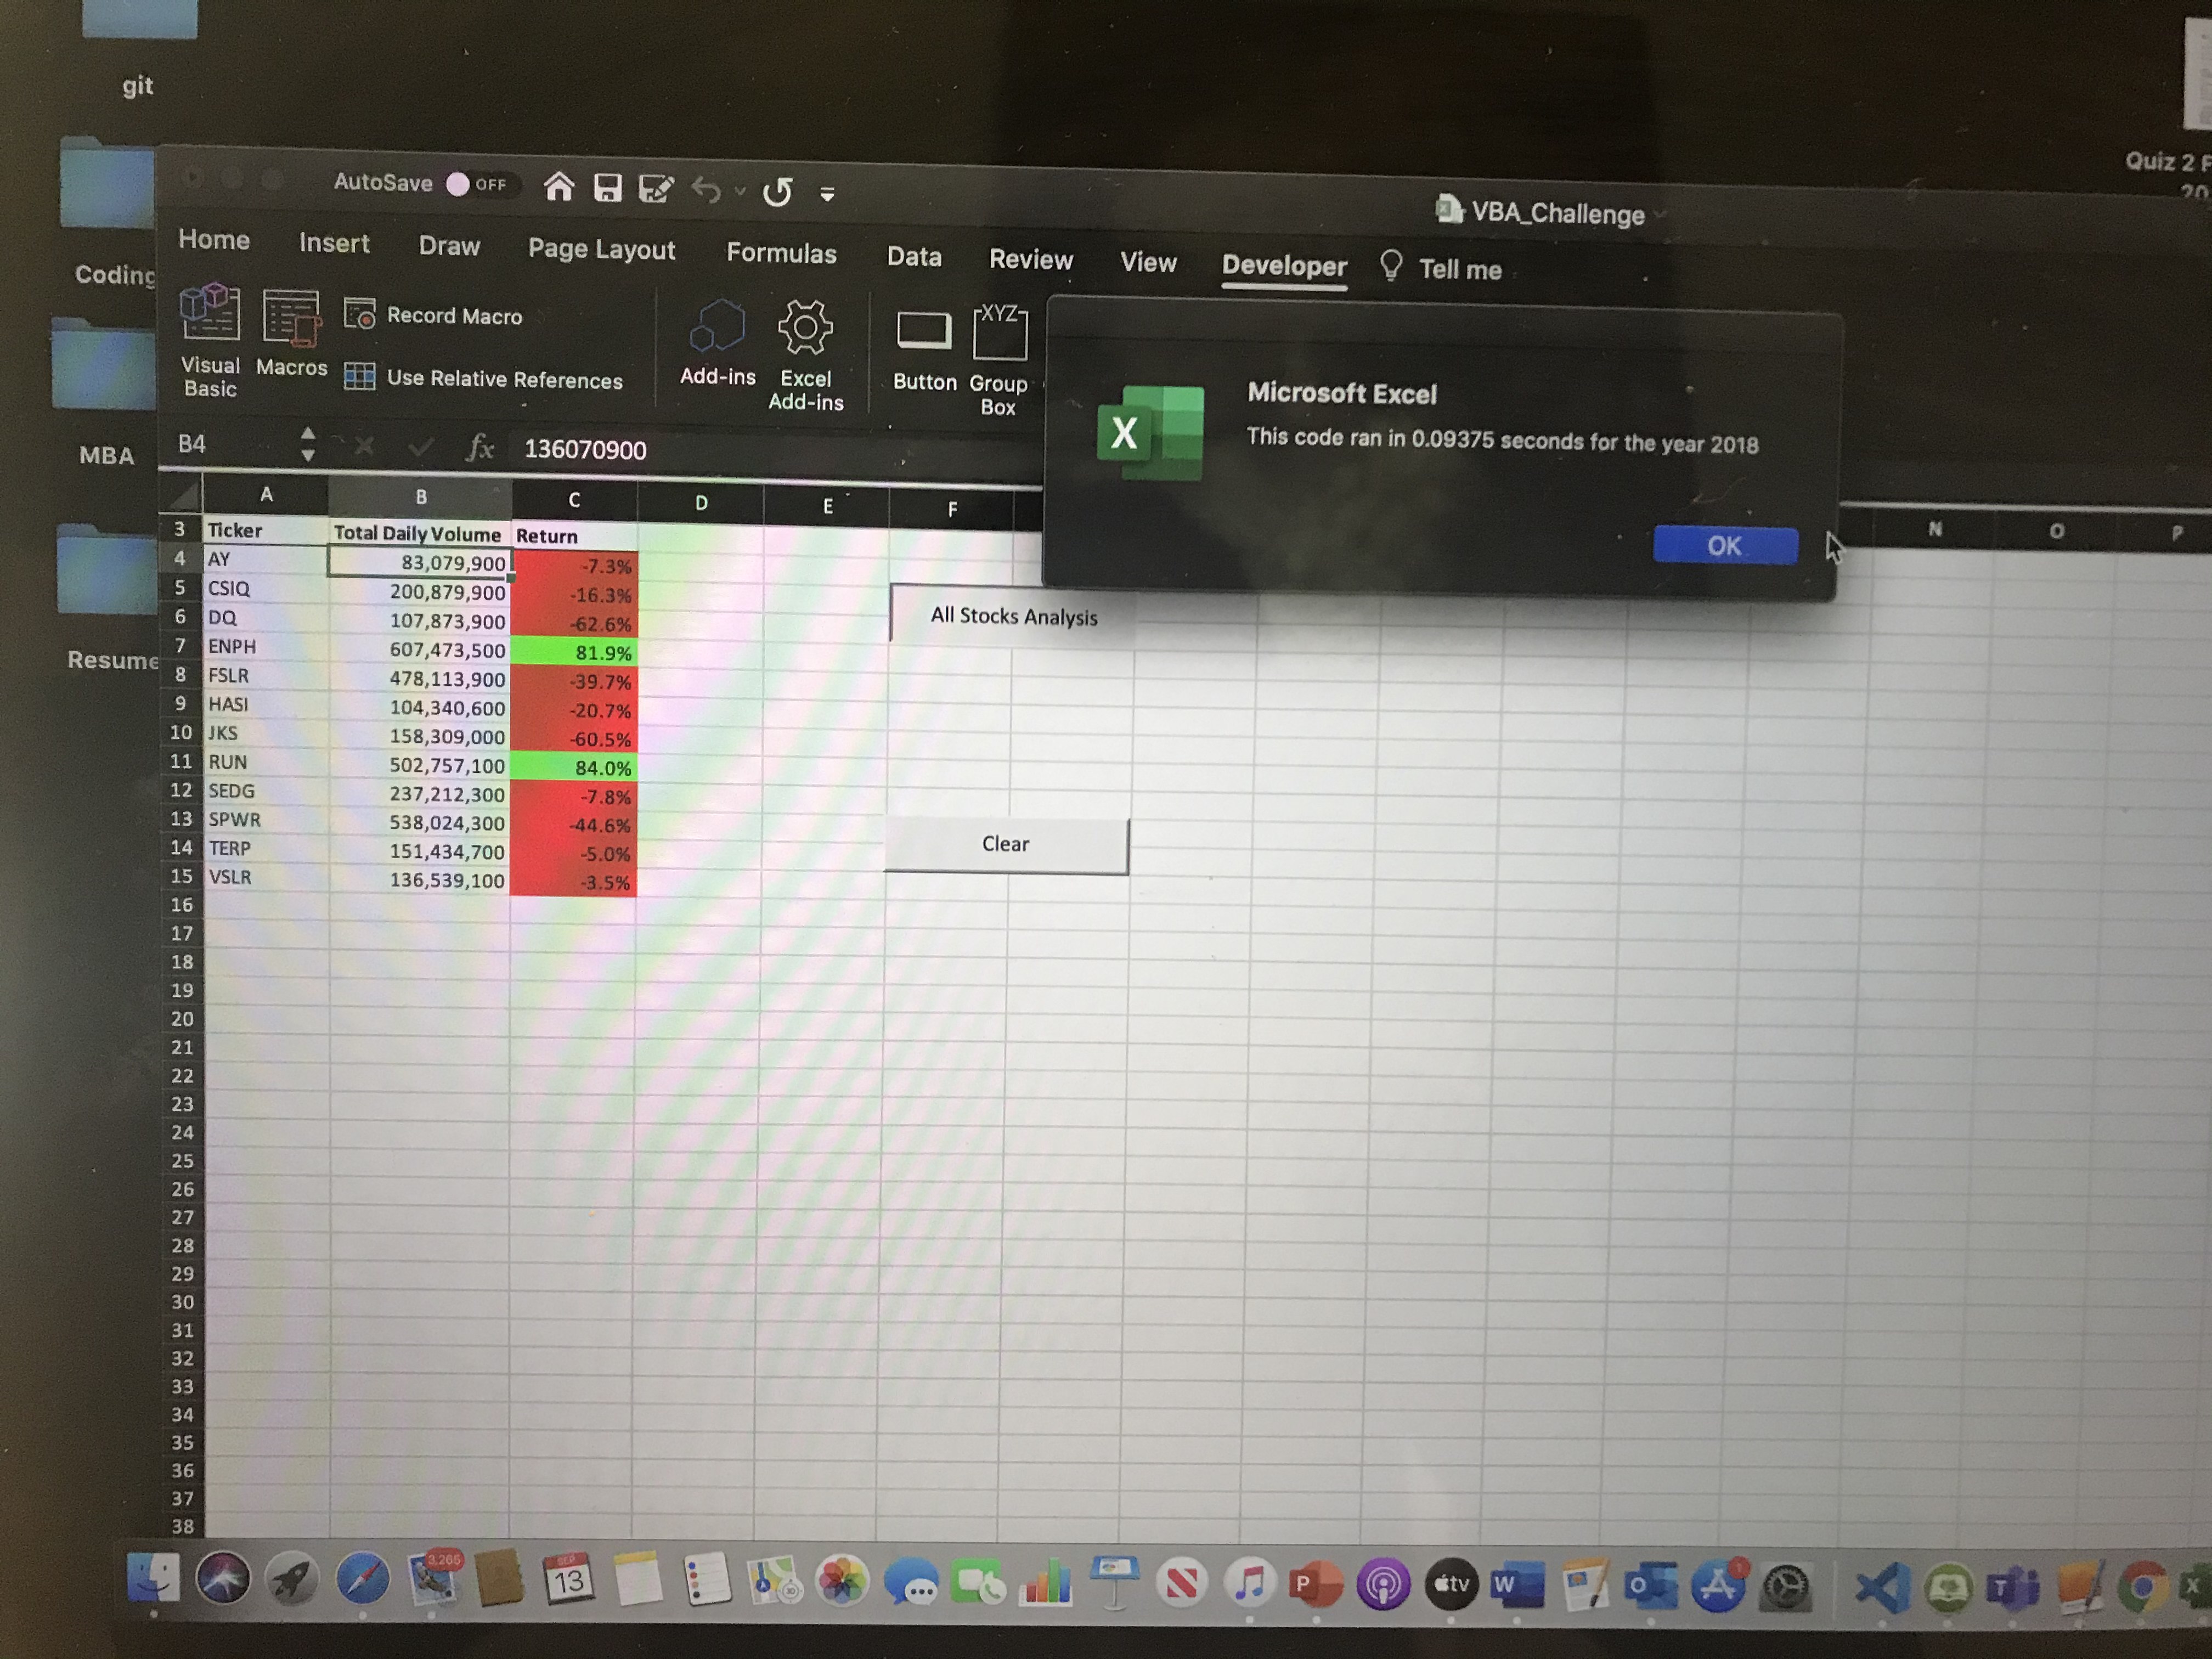 git
Quiz 2 F
20
AutoSave OFF
VBA_Challenge
Home Insert Draw Page Layout Formulas Data Review View Developer Tell me
Coding
Visual Basic
Macros
Record Macro
Use Relative References
Add-ins
Excel Add-ins
Button
XYZ
Group Box
Microsoft Excel
This code ran in 0.09375 seconds for the year 2018
OK
MBA
B4 fx 136070900
A B C D E F N O P
3 Ticker Total Daily Volume Return
4 AY 83,079,900 -7.3%
5 CSIQ 200,879,900 -16.3%
6 DQ 107,873,900 -62.6%
7 ENPH 607,473,500 81.9%
8 FSLR 478,113,900 -39.7%
9 HASI 104,340,600 -20.7%
10 JKS 158,309,000 -60.5%
11 RUN 502,757,100 84.0%
12 SEDG 237,212,300 -7.8%
13 SPWR 538,024,300 -44.6%
14 TERP 151,434,700 -5.0%
15 VSLR 136,539,100 -3.5%
All Stocks Analysis
Clear
Resume
16
17
18
19
20
21
22
23
24
25
26
27
28
29
30
31
32
33
34
35
36
37
38
3,265
SEP
13
3D
P
tv
W
O
1
T
X